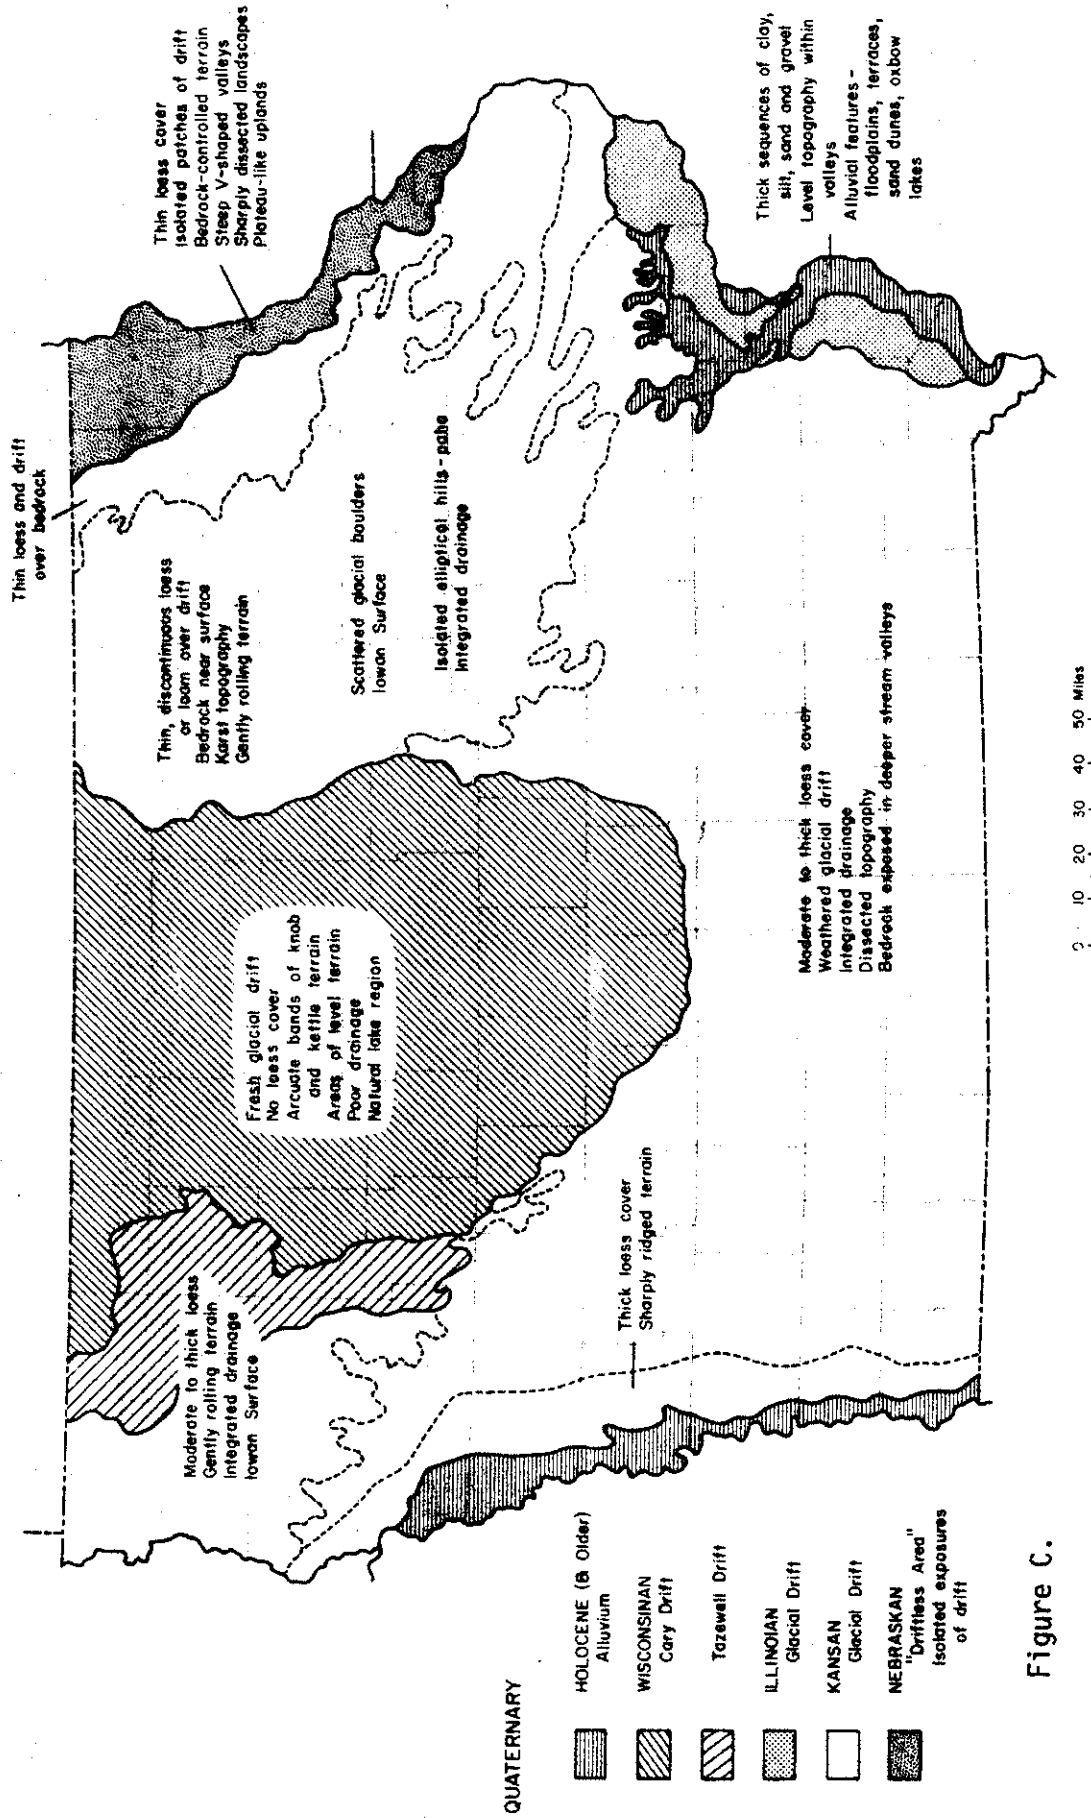 Thin loess and drift
over bedrock
Thin loess cover
Isolated patches of drift
Bedrock-controlled terrain
Steep V-shaped valleys
Sharply dissected landscapes
Plateau-like uplands
Thin, discontinuous loess
or loam over drift
Bedrock near surface
Karst topography
Gently rolling terrain
Scattered glacial boulders
Iowan Surface
Isolated elliptical hills-paha
Integrated drainage
Fresh glacial drift
No loess cover
Arcuate bands of knob
and kettle terrain
Areas of level terrain
Poor drainage
Natural lake region
Moderate to thick loess
Gently rolling terrain
Integrated drainage
Iowan Surface
Thick loess cover
Sharply ridged terrain
Moderate to thick loess cover
Weathered glacial drift
Integrated drainage
Dissected topography
Bedrock exposed in deeper stream valleys
Thick sequences of clay,
silt, sand and gravel
Level topography within
valleys
Alluvial features -
floodplains, terraces,
sand dunes, oxbow
lakes
0 10 20 30 40 50 Miles
QUATERNARY
HOLOCENE (& Older)
Alluvium
WISCONSINAN
Cary Drift
Tazewell Drift
ILLINOIAN
Glacial Drift
KANSAN
Glacial Drift
NEBRASKAN
"Driftless Area"
Isolated exposures
of drift
Figure C.